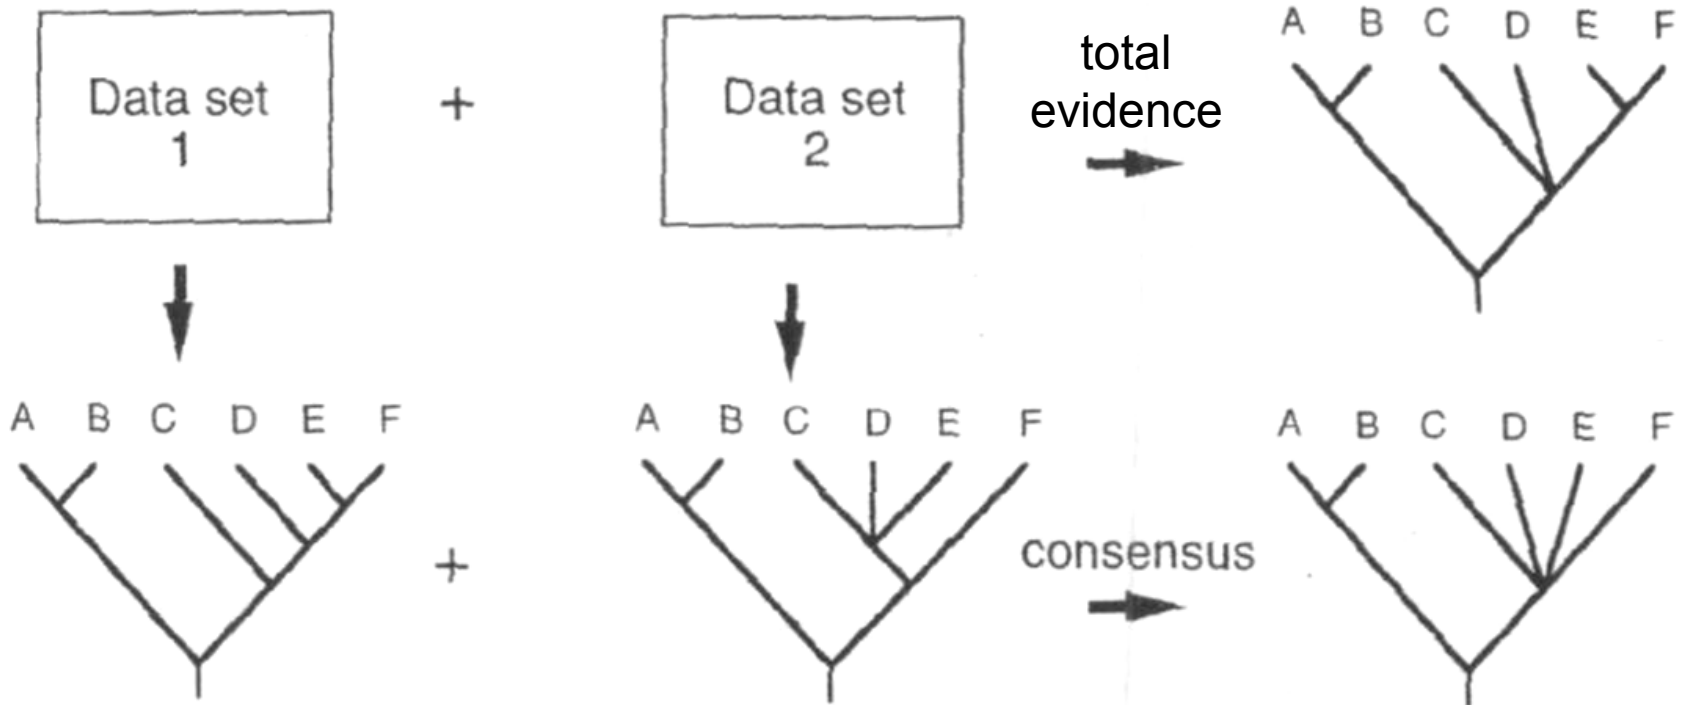 A B C D E F
total
evidence
Data set
1
+
Data set
2
A B C D E F
A B C D E F
A B C D E F
+
consensus